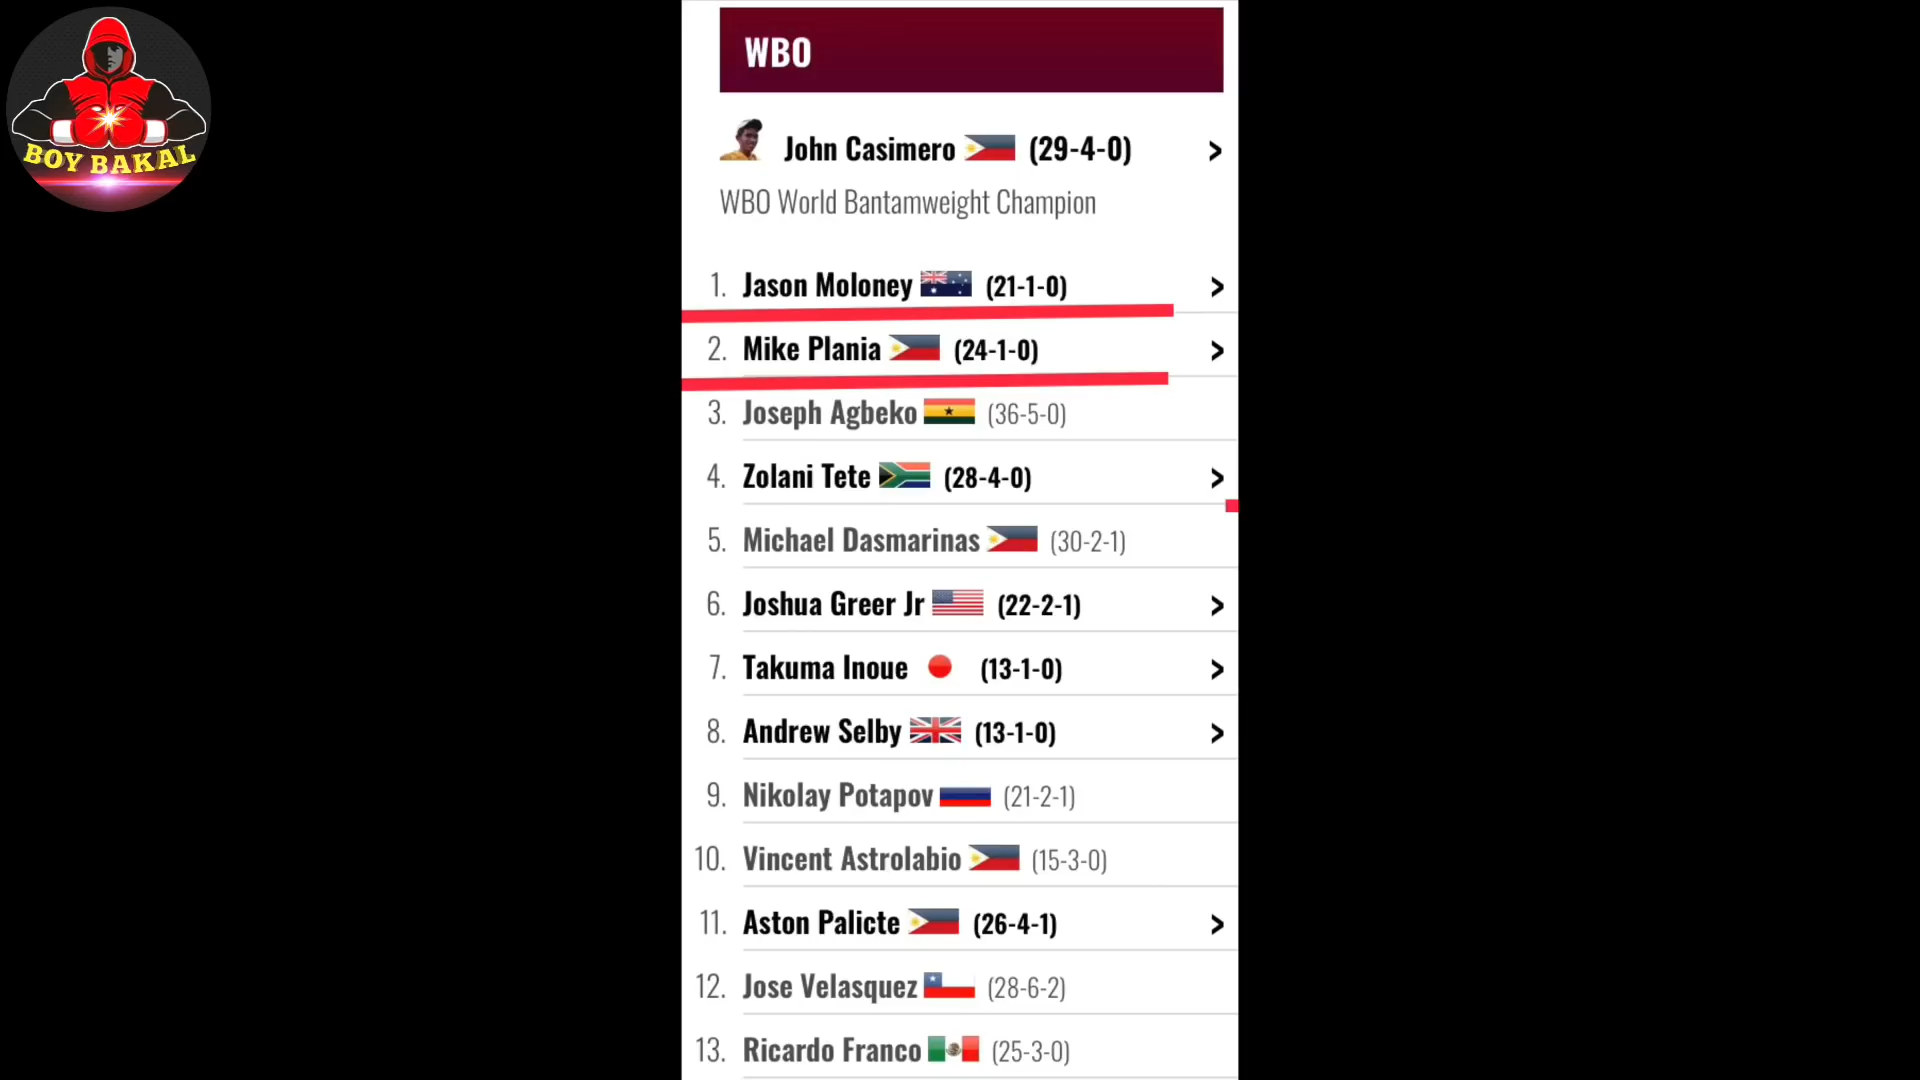 BOY BAKAL
WBO
John Casimero (29-4-0) >
WBO World Bantamweight Champion
1. Jason Moloney (21-1-0) >
2. Mike Plania (24-1-0) >
3. Joseph Agbeko (36-5-0)
4. Zolani Tete (28-4-0) >
5. Michael Dasmarinas (30-2-1)
6. Joshua Greer Jr (22-2-1) >
7. Takuma Inoue (13-1-0) >
8. Andrew Selby (13-1-0) >
9. Nikolay Potapov (21-2-1)
10. Vincent Astrolabio (15-3-0)
11. Aston Palicte (26-4-1) >
12. Jose Velasquez (28-6-2)
13. Ricardo Franco (25-3-0)